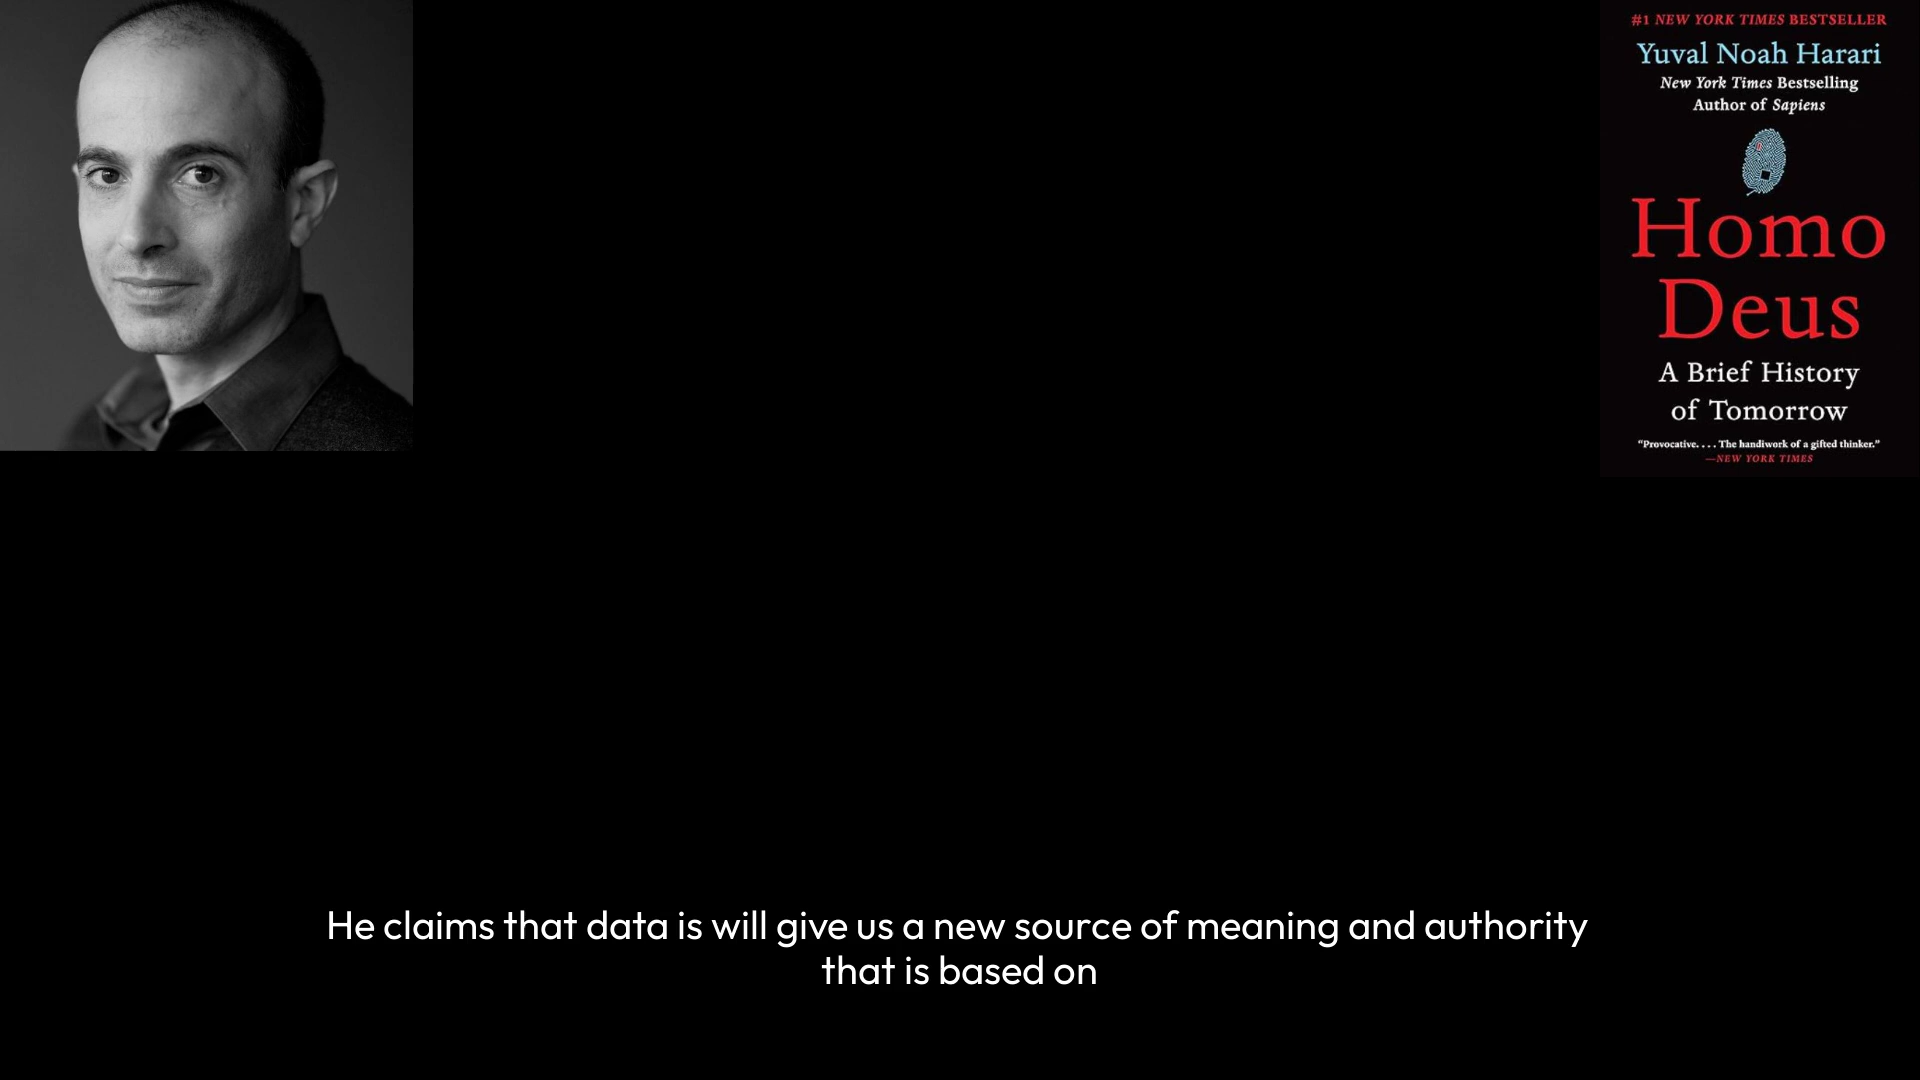 #1 NEW YORK TIMES BESTSELLER
Yuval Noah Harari
New York Times Bestselling
Author of Sapiens
Homo
Deus
A Brief History
of Tomorrow
“Provocative. . . . The handiwork of a gifted thinker.”
—NEW YORK TIMES
He claims that data is will give us a new source of meaning and authority
that is based on